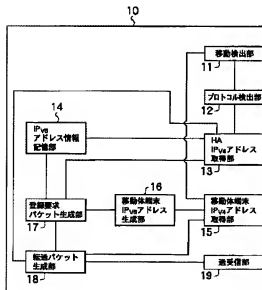 10
移動検出部
11
プロトコル検出部
12
HA
IPv6アドレス
取得部
13
14
IPv6
アドレス情報
記憶部
登録要求
パケット生成部
17
16
移動体端末
IPv6アドレス
生成部
移動体端末
IPv6アドレス
取得部
15
転送パケット
生成部
18
送受信部
19